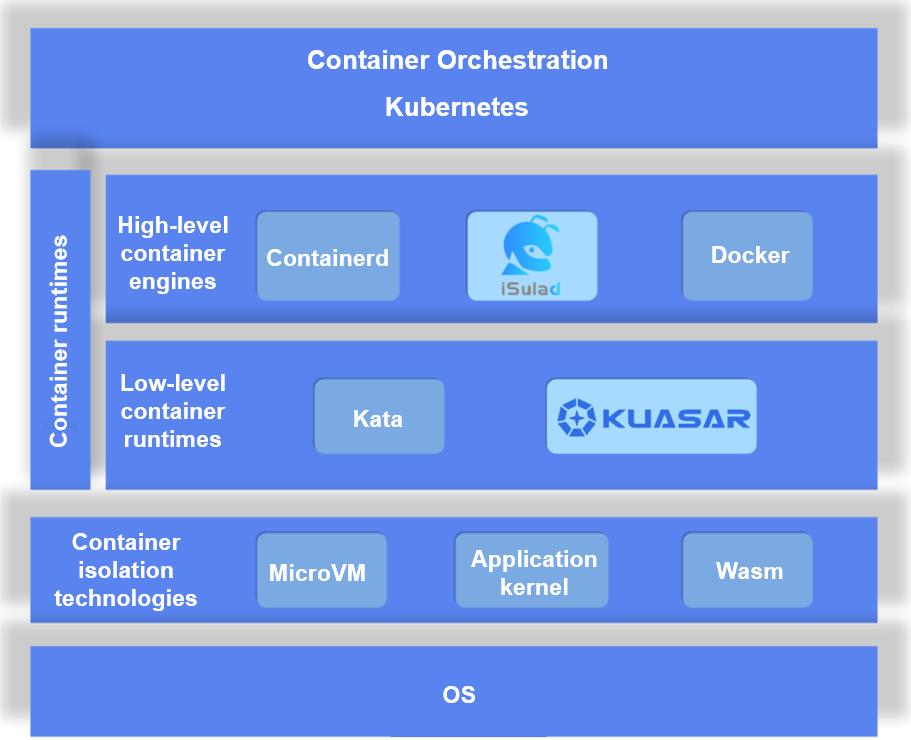 Container Orchestration
Kubernetes
Container runtimes
High-level
container
engines
Containerd
iSulad
Docker
Low-level
container
runtimes
Kata
KUASAR
Container
isolation
technologies
MicroVM
Application
kernel
Wasm
OS